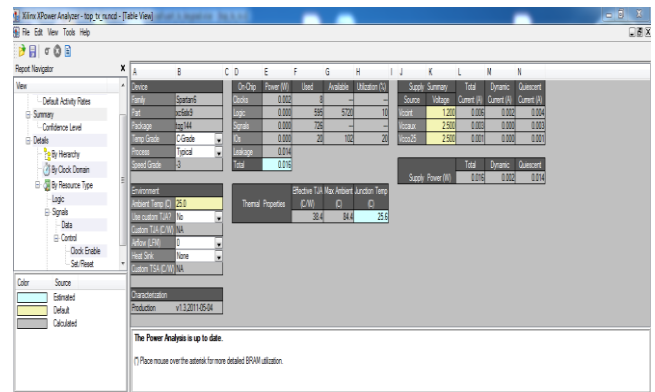 Xilinx XPower Analyzer - top_tx_nuncd - [Table View]
File Edit View Tools Help
Report Navigator X
View
Default Activity Rates
Summary
Confidence Level
Details
By Hierarchy
By Clock Domain
By Resource Type
Logic
Signals
Data
Control
Clock Enable
Set/Reset
Color Source
Estimated
Default
Calculated
A B C D E F G H I J K L M N
Device
Family Spartan6
Part xc6slx9
Package tqg144
Temp Grade C-Grade
Process Typical
Speed Grade -3
Environment
Ambient Temp (C) 25.0
Use custom TJA? No
Custom TJA (C/W) NA
Airflow (LFM) 0
Heat Sink None
Custom TSA (C/W) NA
Characterization
Production v1.3,2011-05-04
On-Chip Power (W) Used Available Utilization (%)
Clocks 0.002 8 -- --
Logic 0.000 595 5720 10
Signals 0.000 726 -- --
IOs 0.000 20 102 20
Leakage 0.014
Total 0.016
Effective TJA Max Ambient Junction Temp
Thermal Properties (C/W) (C) (C)
38.4 84.4 25.6
Supply Summary Total Dynamic Quiescent
Source Voltage Current (A) Current (A) Current (A)
Vccint 1.200 0.006 0.002 0.004
Vccaux 2.500 0.003 0.000 0.003
Vcco25 2.500 0.001 0.000 0.001
Total Dynamic Quiescent
Supply Power (W) 0.016 0.002 0.014
The Power Analysis is up to date.
(*) Place mouse over the asterisk for more detailed BRAM utilization.